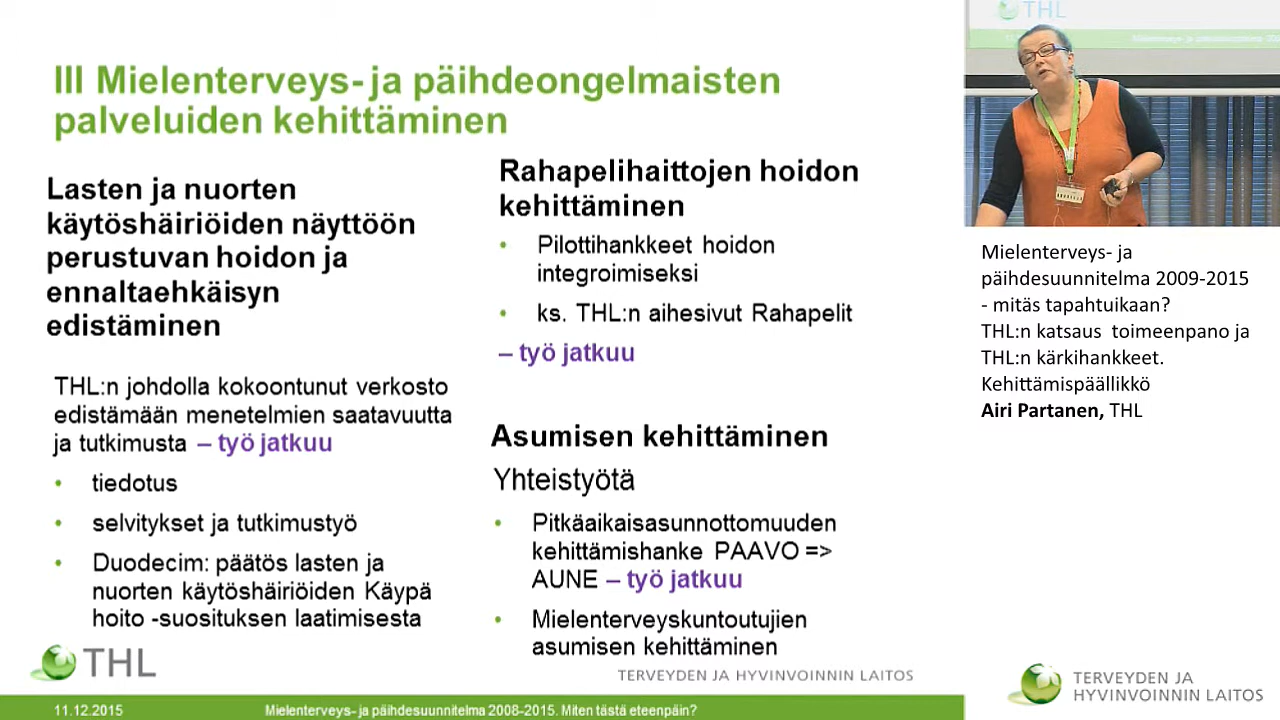 III Mielenterveys- ja päihdeongelmaisten
palveluiden kehittäminen
Lasten ja nuorten
käytöshäiriöiden näyttöön
perustuvan hoidon ja
ennaltaehkäisyn
edistäminen
THL:n johdolla kokoontunut verkosto
edistämään menetelmien saatavuutta
ja tutkimusta – työ jatkuu
• tiedotus
• selvitykset ja tutkimustyö
• Duodecim: päätös lasten ja
nuorten käytöshäiriöiden Käypä
hoito -suosituksen laatimisesta
Rahapelihaittojen hoidon
kehittäminen
• Pilottihankkeet hoidon
integroimiseksi
• ks. THL:n aihesivut Rahapelit
– työ jatkuu
Asumisen kehittäminen
Yhteistyötä
• Pitkäaikaisasunnottomuuden
kehittämishanke PAAVO =>
AUNE – työ jatkuu
• Mielenterveyskuntoutujien
asumisen kehittäminen
THL
TERVEYDEN JA HYVINVOINNIN LAITOS
11.12.2015
Mielenterveys- ja päihdesuunnitelma 2008-2015. Miten tästä eteenpäin?
THL
Mielenterveys- ja
päihdesuunnitelma 2009-2015
- mitäs tapahtuikaan?
THL:n katsaus toimeenpano ja
THL:n kärkihankkeet.
Kehittämispäällikkö
Airi Partanen, THL
TERVEYDEN JA
HYVINVOINNIN LAITOS